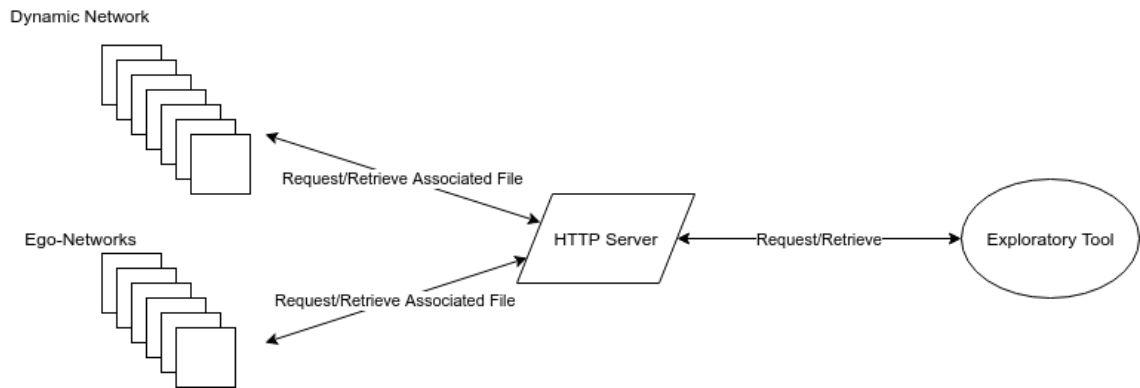 Dynamic Network
Request/Retrieve Associated File
Ego-Networks
HTTP Server
Request/Retrieve
Exploratory Tool
Request/Retrieve Associated File